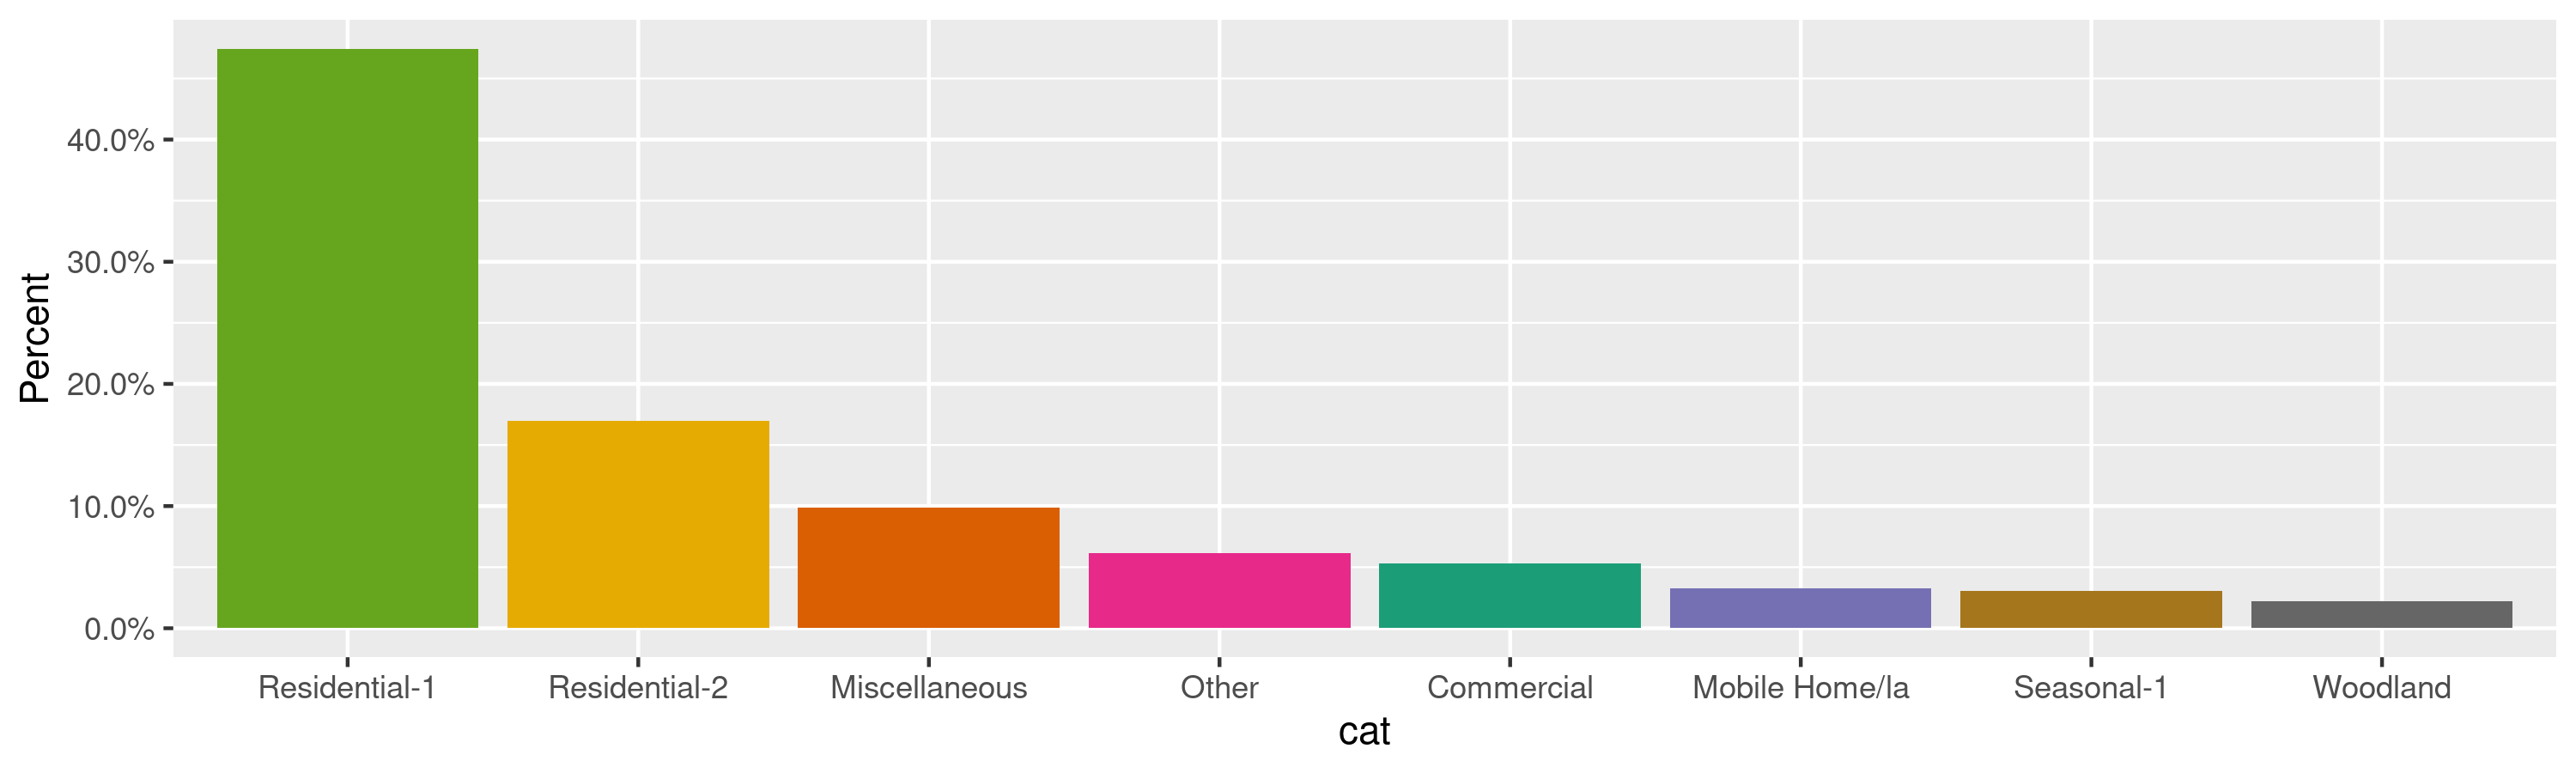 40.0%
30.0%
20.0%
10.0%
0.0%
Percent
Residential-1 Residential-2 Miscellaneous Other Commercial Mobile Home/la Seasonal-1 Woodland
cat